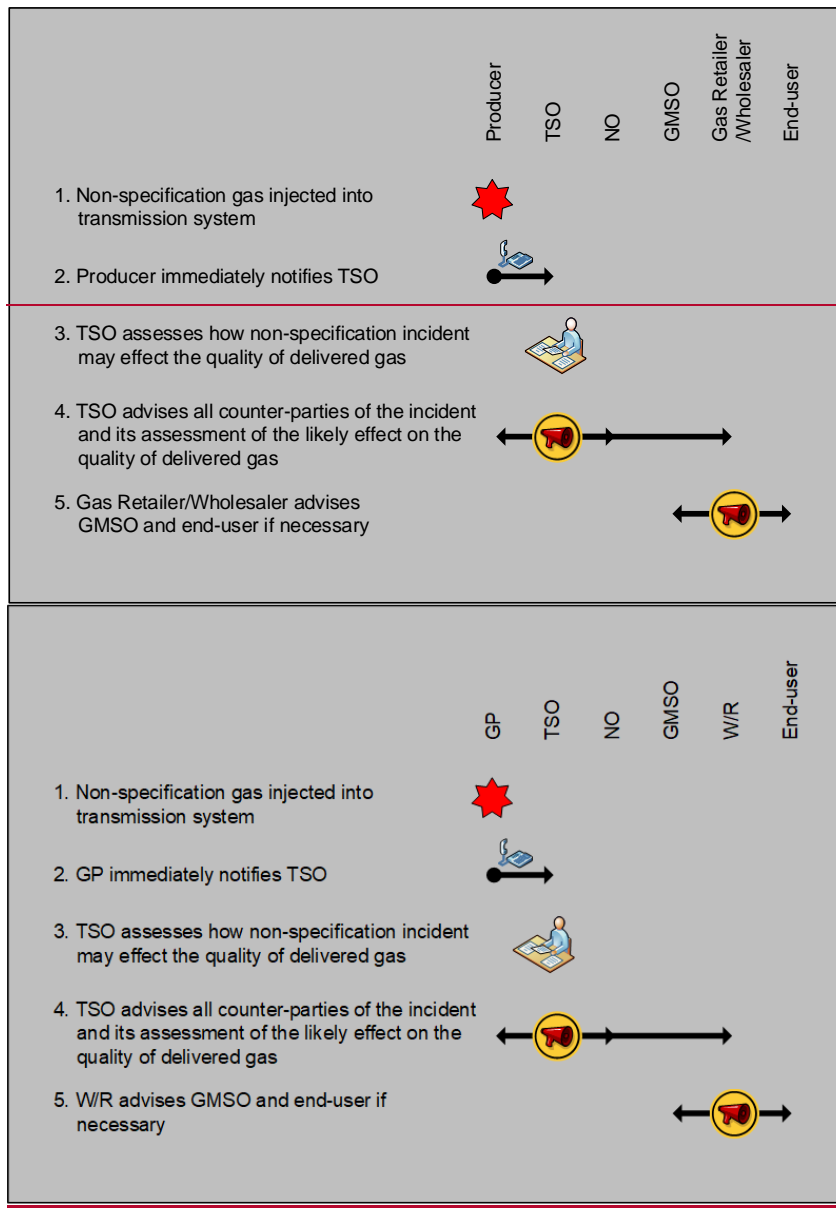 Producer
TSO
NO
GMSO
Gas Retailer
/Wholesaler
End-user
1. Non-specification gas injected into
transmission system
2. Producer immediately notifies TSO
3. TSO assesses how non-specification incident
may effect the quality of delivered gas
4. TSO advises all counter-parties of the incident
and its assessment of the likely effect on the
quality of delivered gas
5. Gas Retailer/Wholesaler advises
GMSO and end-user if necessary
GP
TSO
NO
GMSO
W/R
End-user
1. Non-specification gas injected into
transmission system
2. GP immediately notifies TSO
3. TSO assesses how non-specification incident
may effect the quality of delivered gas
4. TSO advises all counter-parties of the incident
and its assessment of the likely effect on the
quality of delivered gas
5. W/R advises GMSO and end-user if
necessary